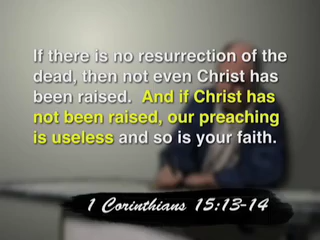 If there is no resurrection of the
dead, then not even Christ has
been raised. And if Christ has
not been raised, our preaching
is useless and so is your faith.
1 Corinthians 15:13-14